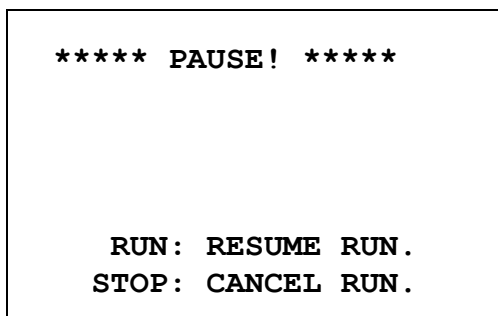 ***** PAUSE! *****
RUN: RESUME RUN.
STOP: CANCEL RUN.